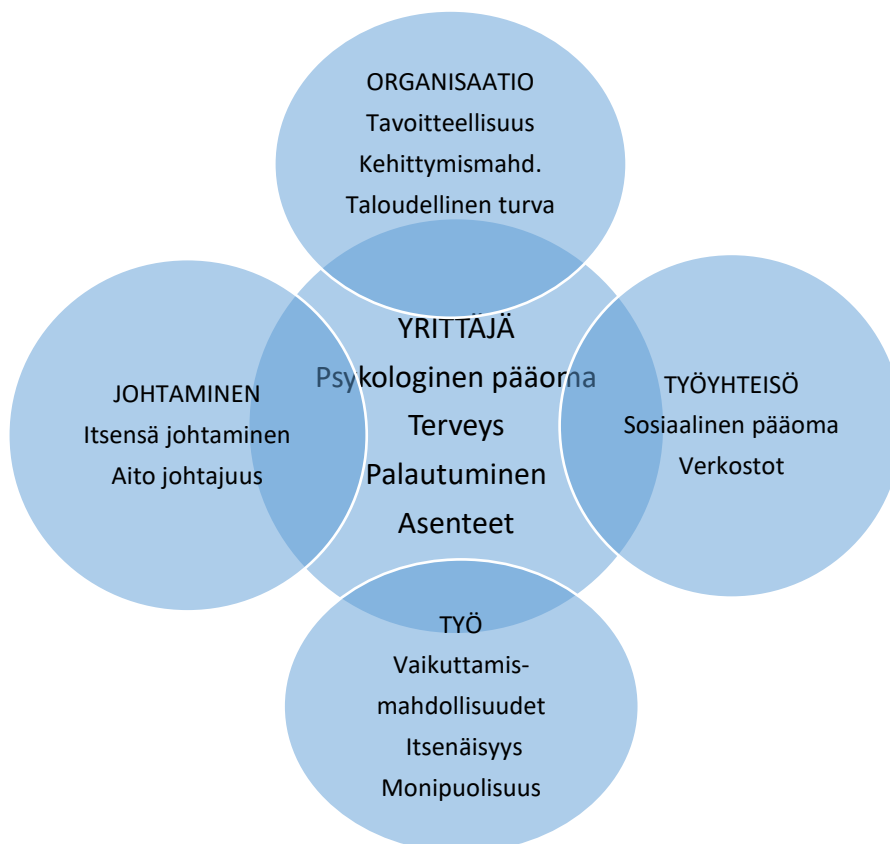 ORGANISAATIO
Tavoitteellisuus
Kehittymismahd.
Taloudellinen turva
YRITTÄJÄ
Psykologinen pääoma
Terveys
Palautuminen
Asenteet
JOHTAMINEN
Itsensä johtaminen
Aito johtajuus
TYÖYHTEISÖ
Sosiaalinen pääoma
Verkostot
TYÖ
Vaikuttamis-
mahdollisuudet
Itsenäisyys
Monipuolisuus